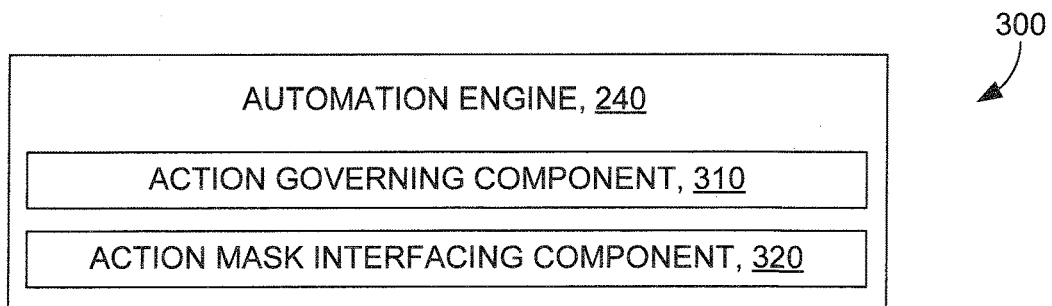 300
AUTOMATION ENGINE, 240
ACTION GOVERNING COMPONENT, 310
ACTION MASK INTERFACING COMPONENT, 320